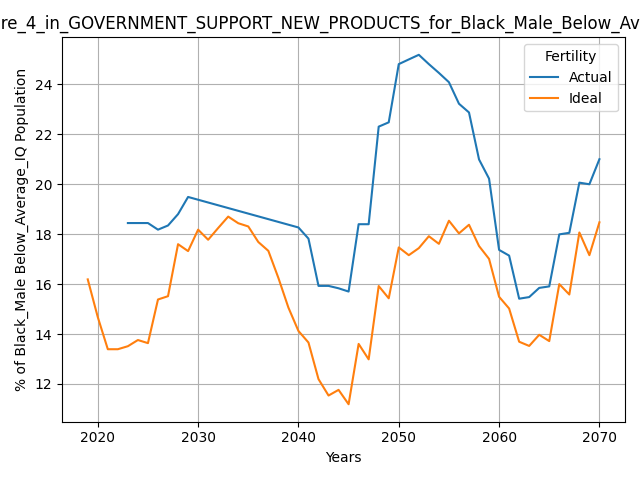 re_4_in_GOVERNMENT_SUPPORT_NEW_PRODUCTS_for_Black_Male_Below_Ave
Fertility
Actual
Ideal
% of Black_Male Below_Average_IQ Population
24
22
20
18
16
14
12
2020 2030 2040 2050 2060 2070
Years